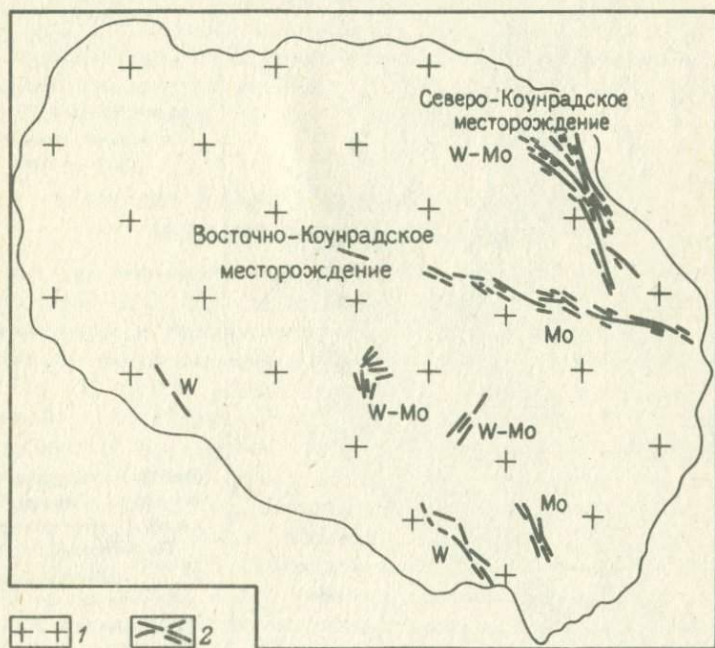 Северо-Коунрадское
месторождение
W-Mo
Восточно-Коунрадское
месторождение
Mo
W
W-Mo
W-Mo
Mo
W
1
2